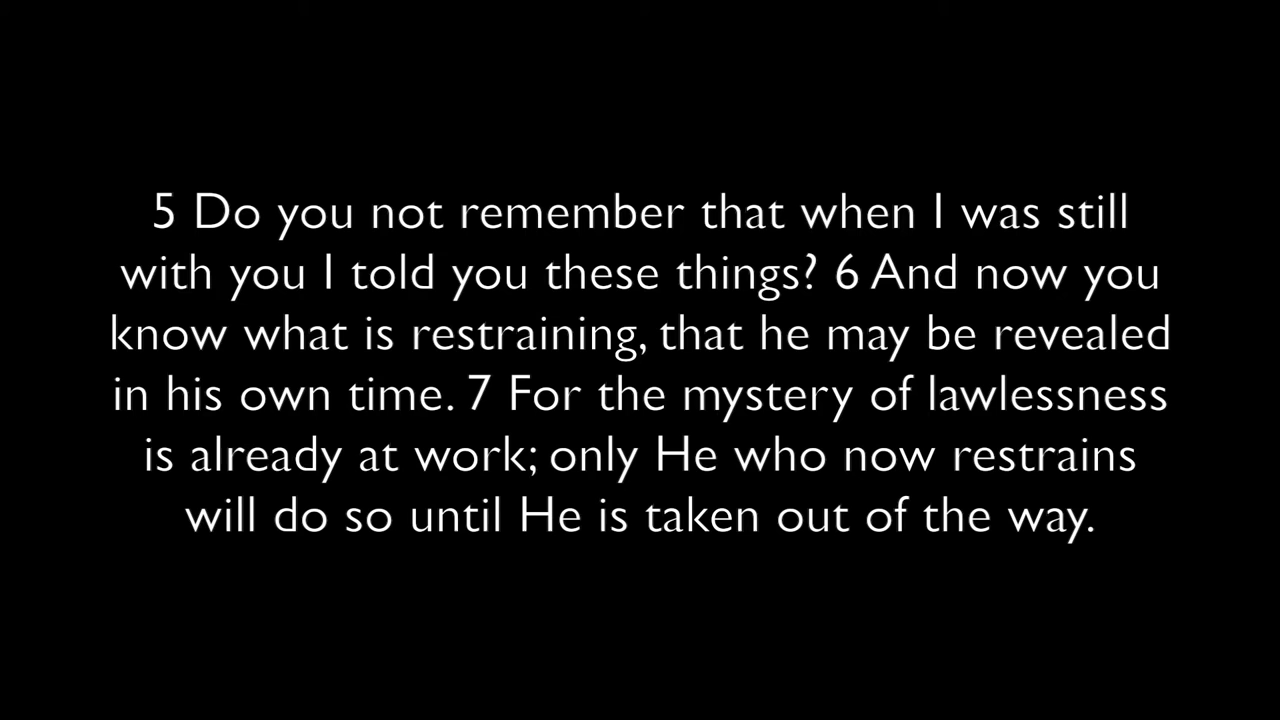 5 Do you not remember that when I was still
with you I told you these things? 6 And now you
know what is restraining, that he may be revealed
in his own time. 7 For the mystery of lawlessness
is already at work; only He who now restrains
will do so until He is taken out of the way.